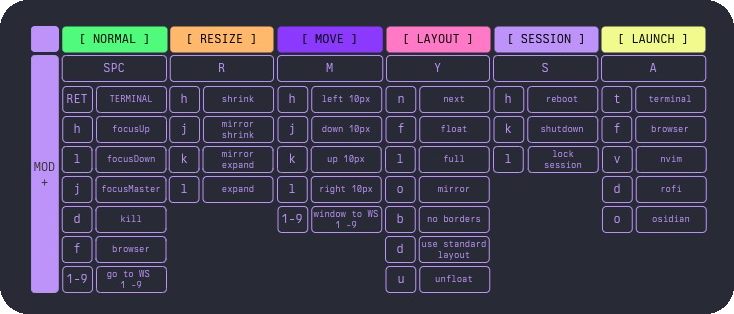 [ NORMAL ] [ RESIZE ] [ MOVE ] [ LAYOUT ] [ SESSION ] [ LAUNCH ]
SPC R M Y S A
RET TERMINAL h shrink h left 10px n next h reboot t terminal
h focusUp j mirror shrink j down 10px f float k shutdown f browser
l focusDown k mirror expand k up 10px l full l lock session v nvim
MOD +
j focusMaster l expand l right 10px o mirror d rofi
d kill 1-9 window to WS 1 -9 b no borders o osidian
f browser d use standard layout
1-9 go to WS 1 -9 u unfloat